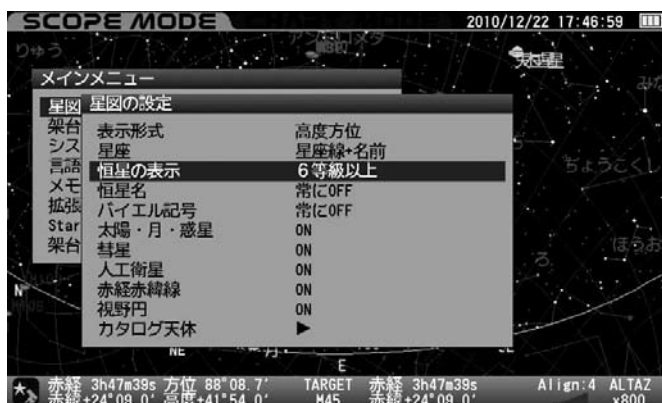 SCOPE MODE
2010/12/22 17:46:59
りゅう
木星
メインメニュー
星図
架台
シス
言語
メモ
拡張
Star
架台
星図の設定
表示形式 高度方位
星座 星座線+名前
恒星の表示 6等級以上
恒星名 常にOFF
バイエル記号 常にOFF
太陽・月・惑星 ON
彗星 ON
人工衛星 ON
赤経赤緯線 ON
視野円 ON
カタログ天体 ▶
ちょうこくし
ほうお
ろ
N
NE
E
赤経 3h47m39s 方位 88°08.7' TARGET 赤経 3h47m39s Align:4 ALTAZ
赤緯+24°09.0' 高度+41°54.0' M45 赤緯+24°09.0' x800